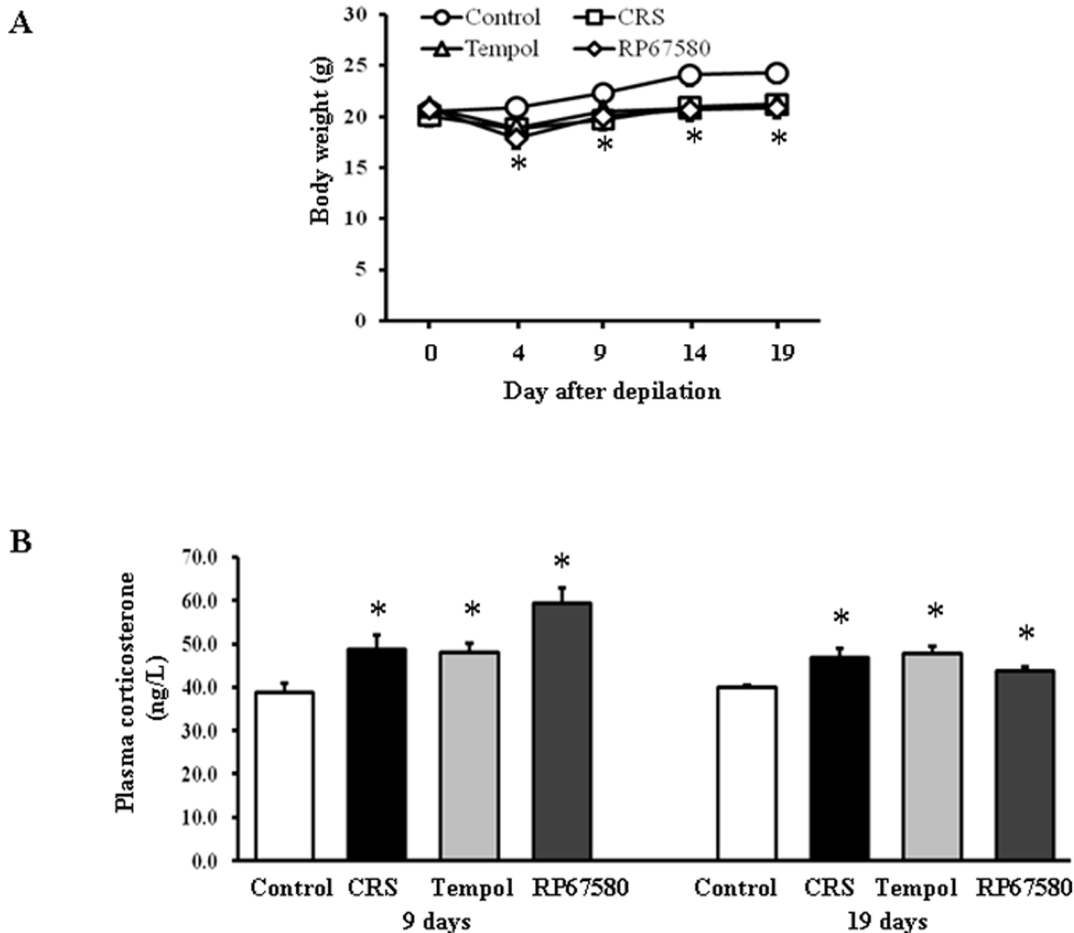 A
Control CRS
Tempol RP67580
30
25
20
15
10
5
0
Body weight (g)
* * * *
0 4 9 14 19
Day after depilation
B
70.0
60.0
50.0
40.0
30.0
20.0
10.0
0.0
Plasma corticosterone
(ng/L)
* * * * * *
Control CRS Tempol RP67580 Control CRS Tempol RP67580
9 days 19 days